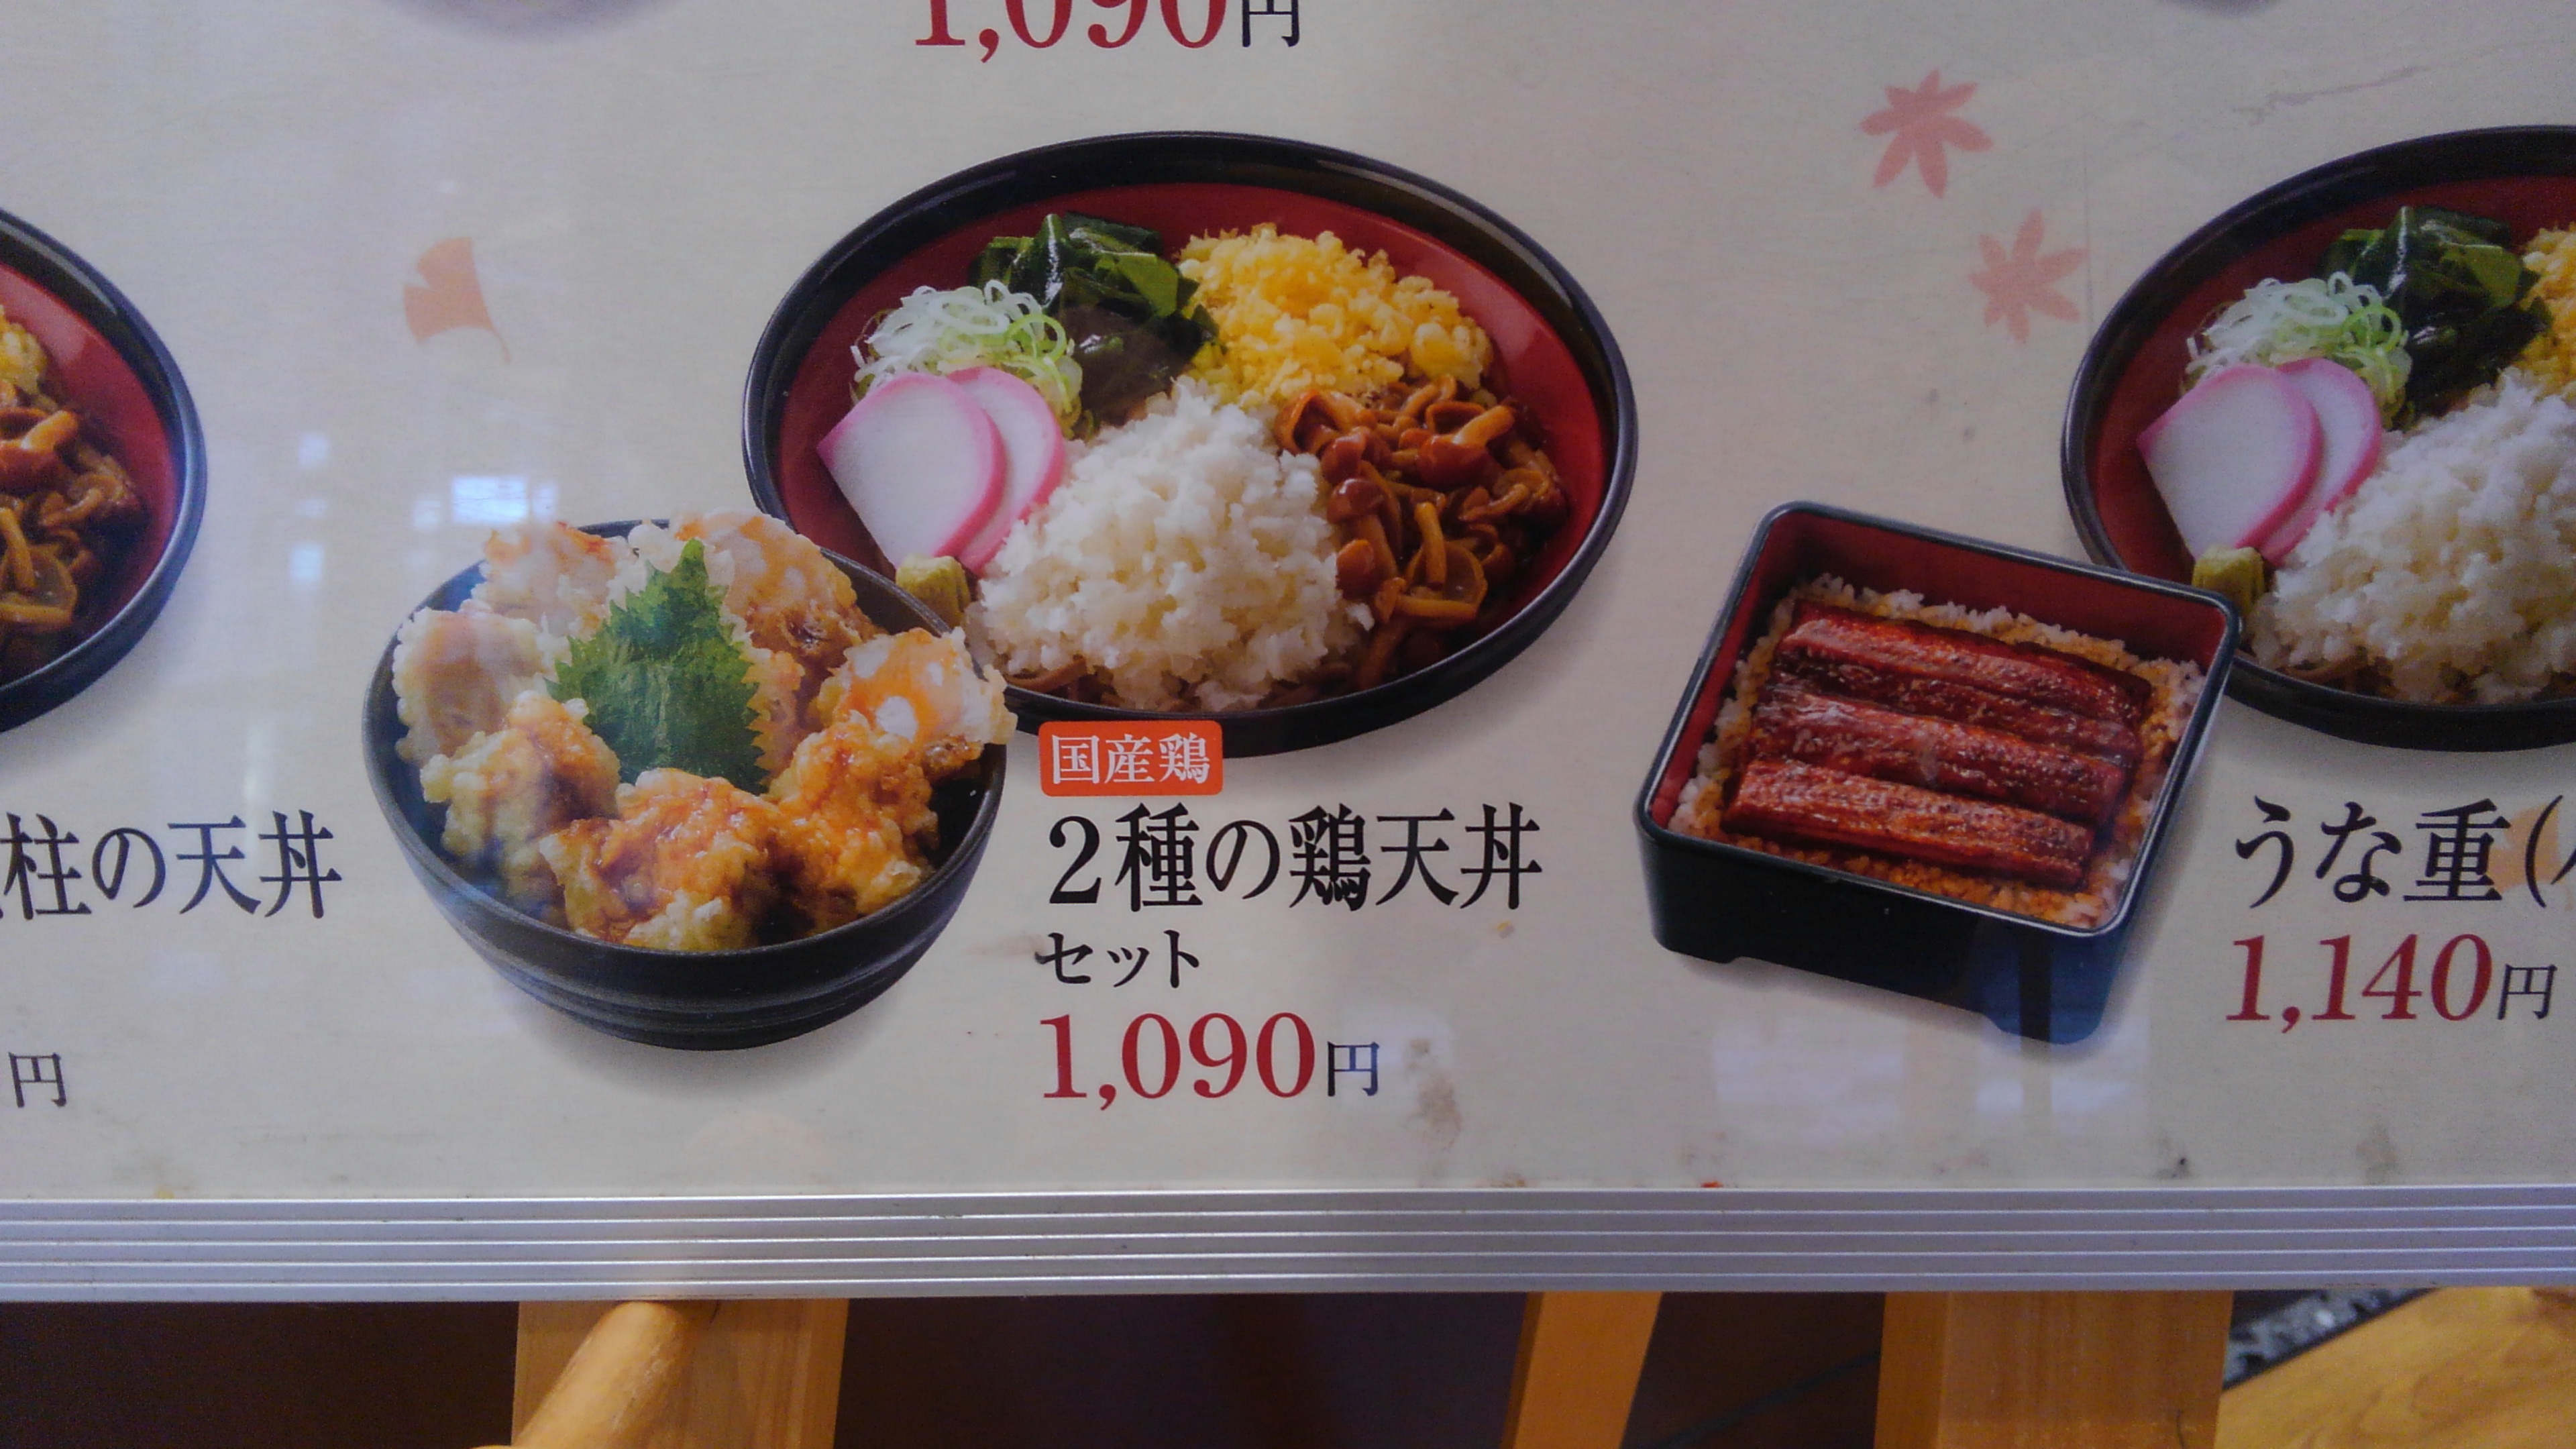 1,090円
国産鶏
2種の鶏天丼
セット
1,090円
柱の天丼
円
うな重(
1,140円